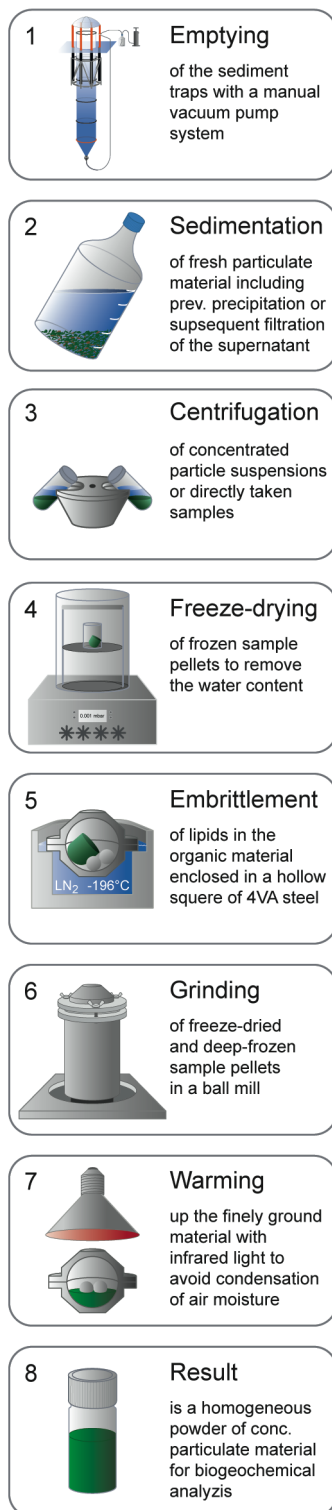 1 Emptying
of the sediment
traps with a manual
vacuum pump
system
2 Sedimentation
of fresh particulate
material including
prev. precipitation or
supsequent filtration
of the supernatant
3 Centrifugation
of concentrated
particle suspensions
or directly taken
samples
4 Freeze-drying
of frozen sample
pellets to remove
the water content
0.001 mbar
5 Embrittlement
of lipids in the
organic material
enclosed in a hollow
squere of 4VA steel
LN₂ -196°C
6 Grinding
of freeze-dried
and deep-frozen
sample pellets
in a ball mill
7 Warming
up the finely ground
material with
infrared light to
avoid condensation
of air moisture
8 Result
is a homogeneous
powder of conc.
particulate material
for biogeochemical
analyzis